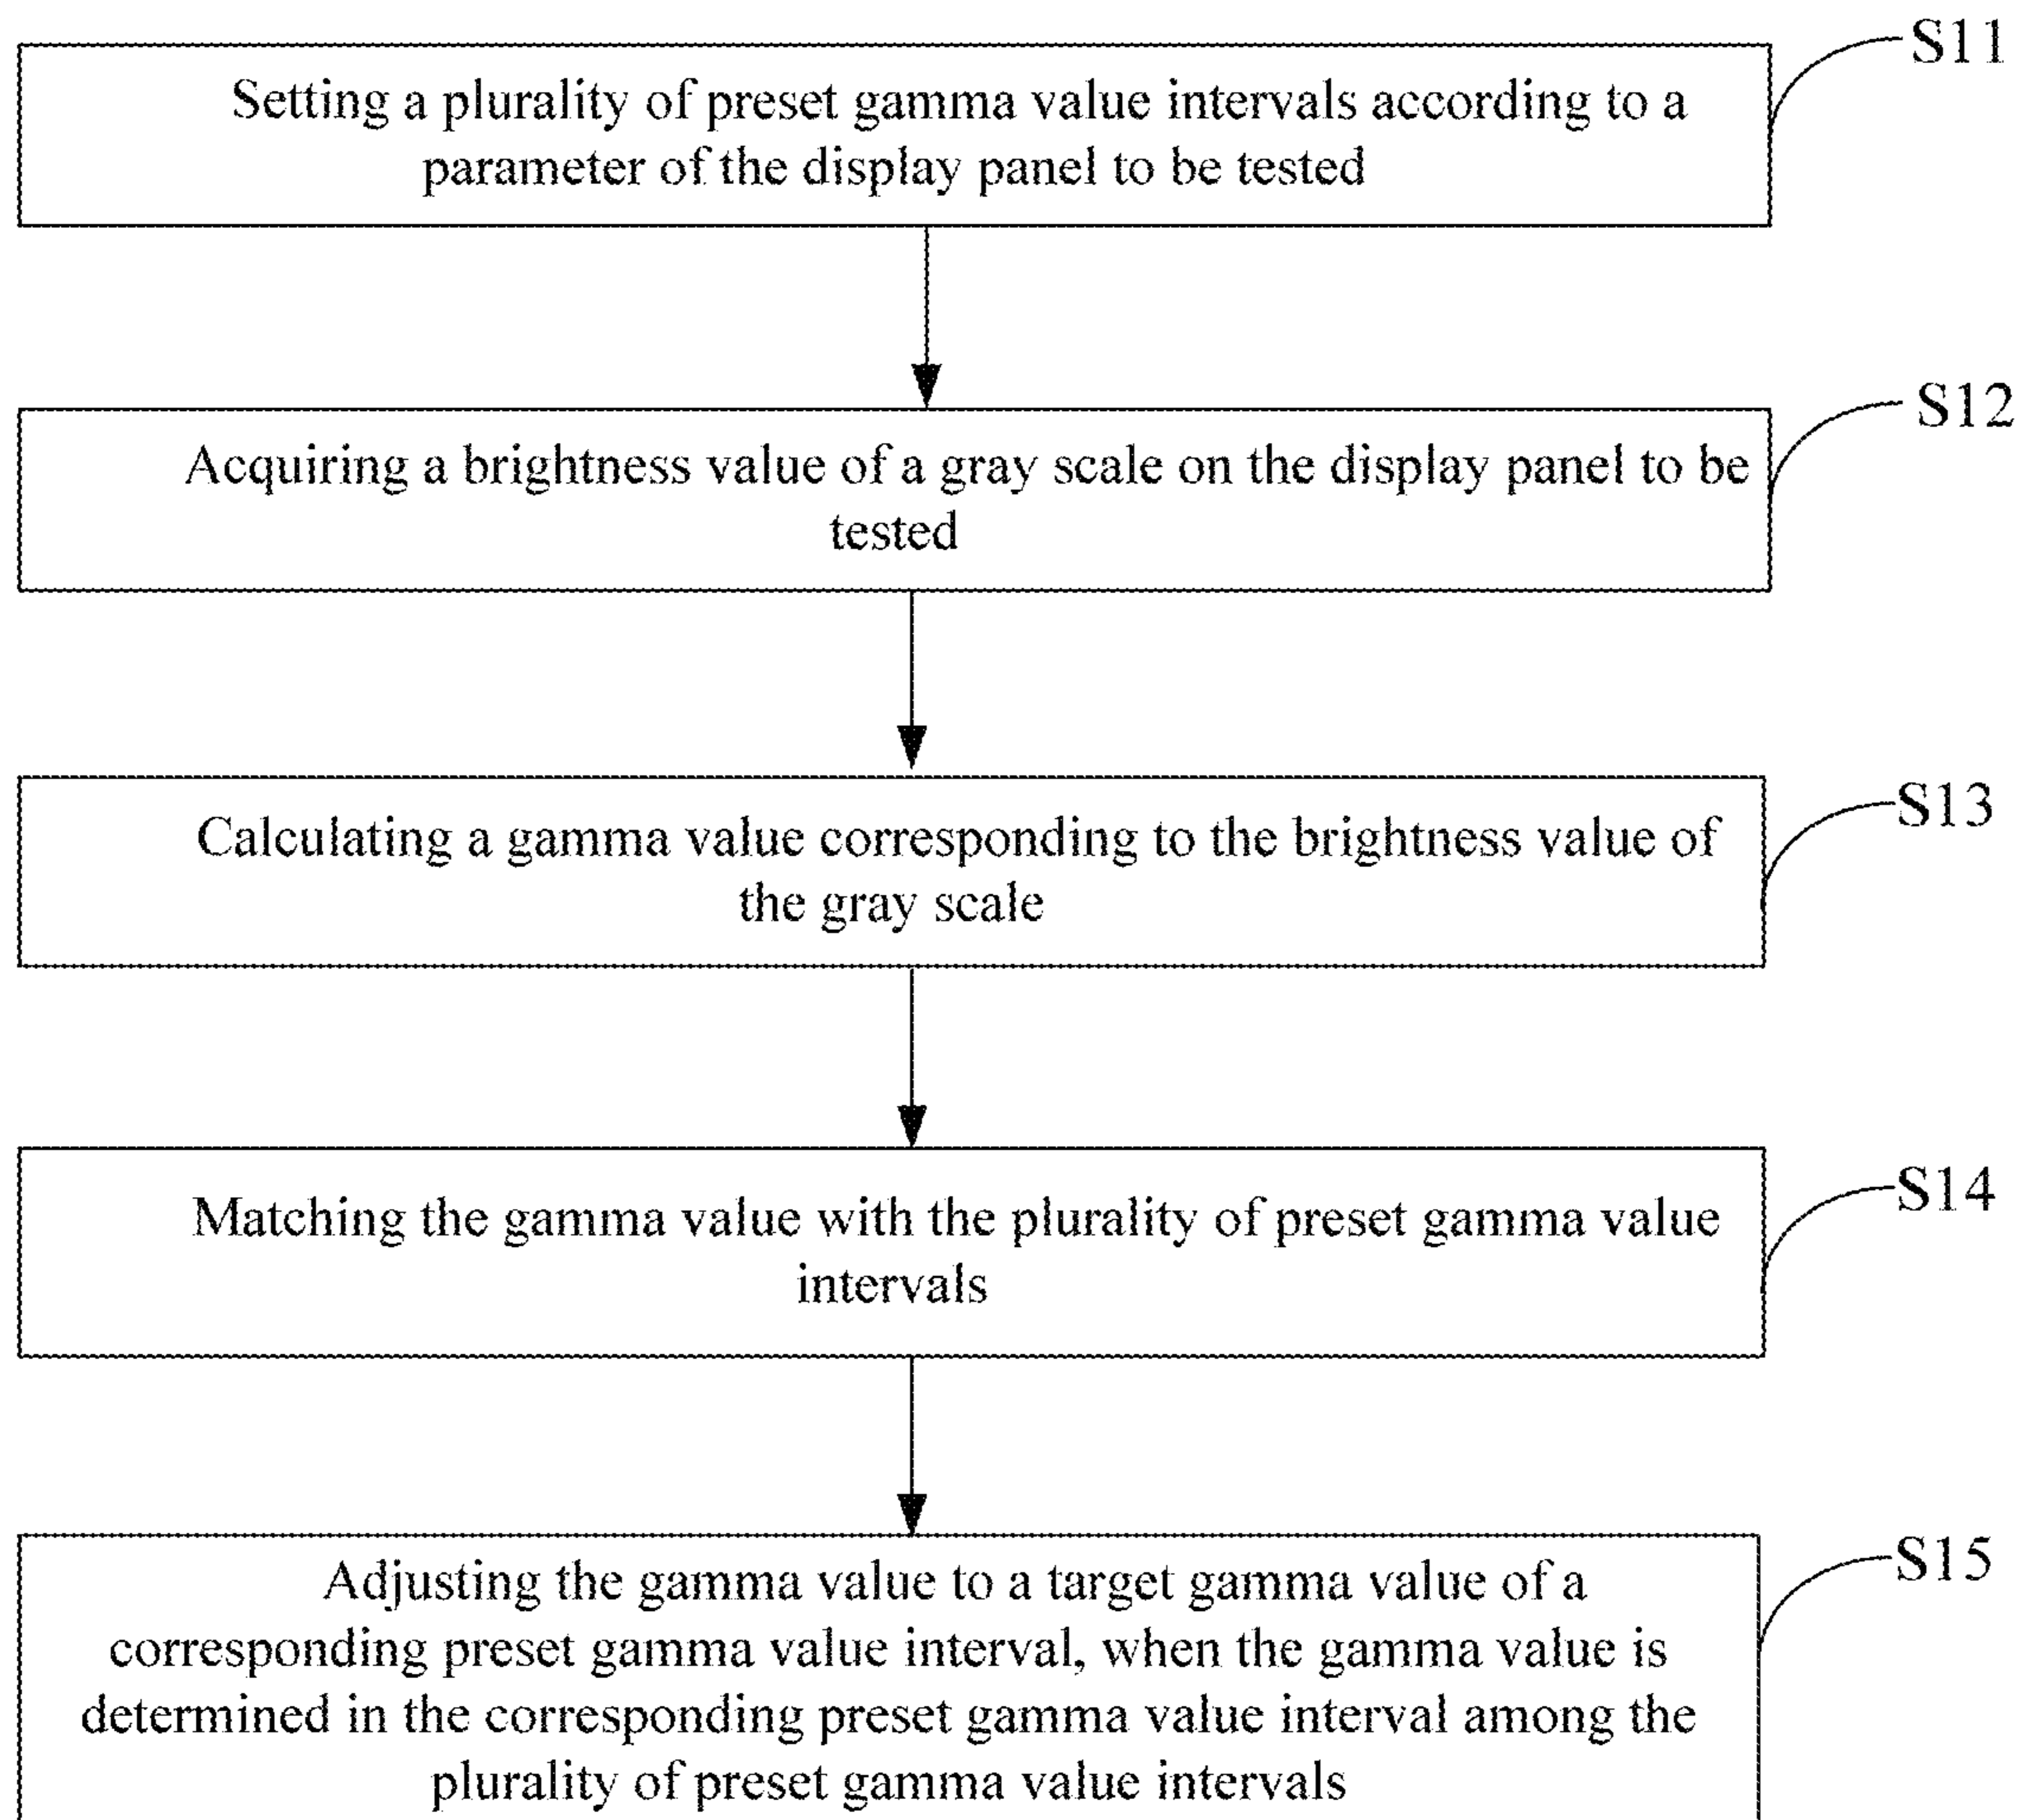 S11
Setting a plurality of preset gamma value intervals according to a
parameter of the display panel to be tested
S12
Acquiring a brightness value of a gray scale on the display panel to be
tested
S13
Calculating a gamma value corresponding to the brightness value of
the gray scale
S14
Matching the gamma value with the plurality of preset gamma value
intervals
S15
Adjusting the gamma value to a target gamma value of a
corresponding preset gamma value interval, when the gamma value is
determined in the corresponding preset gamma value interval among the
plurality of preset gamma value intervals